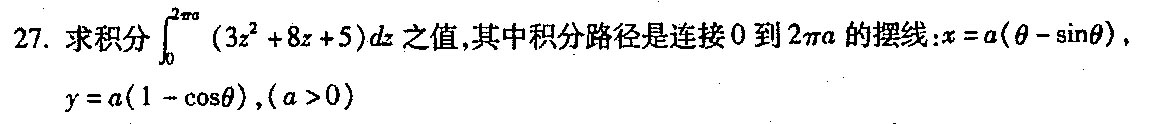 27. 求积分 ∫₀^{2πa} (3z² + 8z + 5)dz 之值,其中积分路径是连接 0 到 2πa 的摆线:x = a(θ − sinθ),
y = a(1 − cosθ),(a > 0)